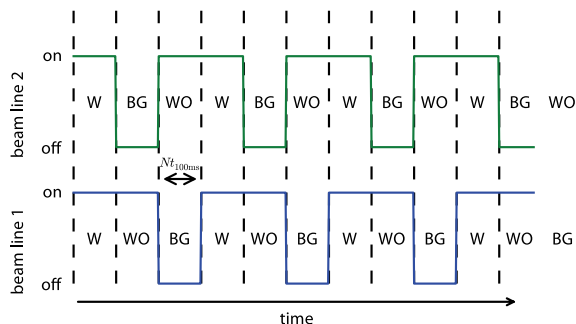 on
beam line 2
W BG WO W BG WO W BG WO W BG WO
off
Nt100ms
on
beam line 1
W WO BG W WO BG W WO BG W WO BG
off
time